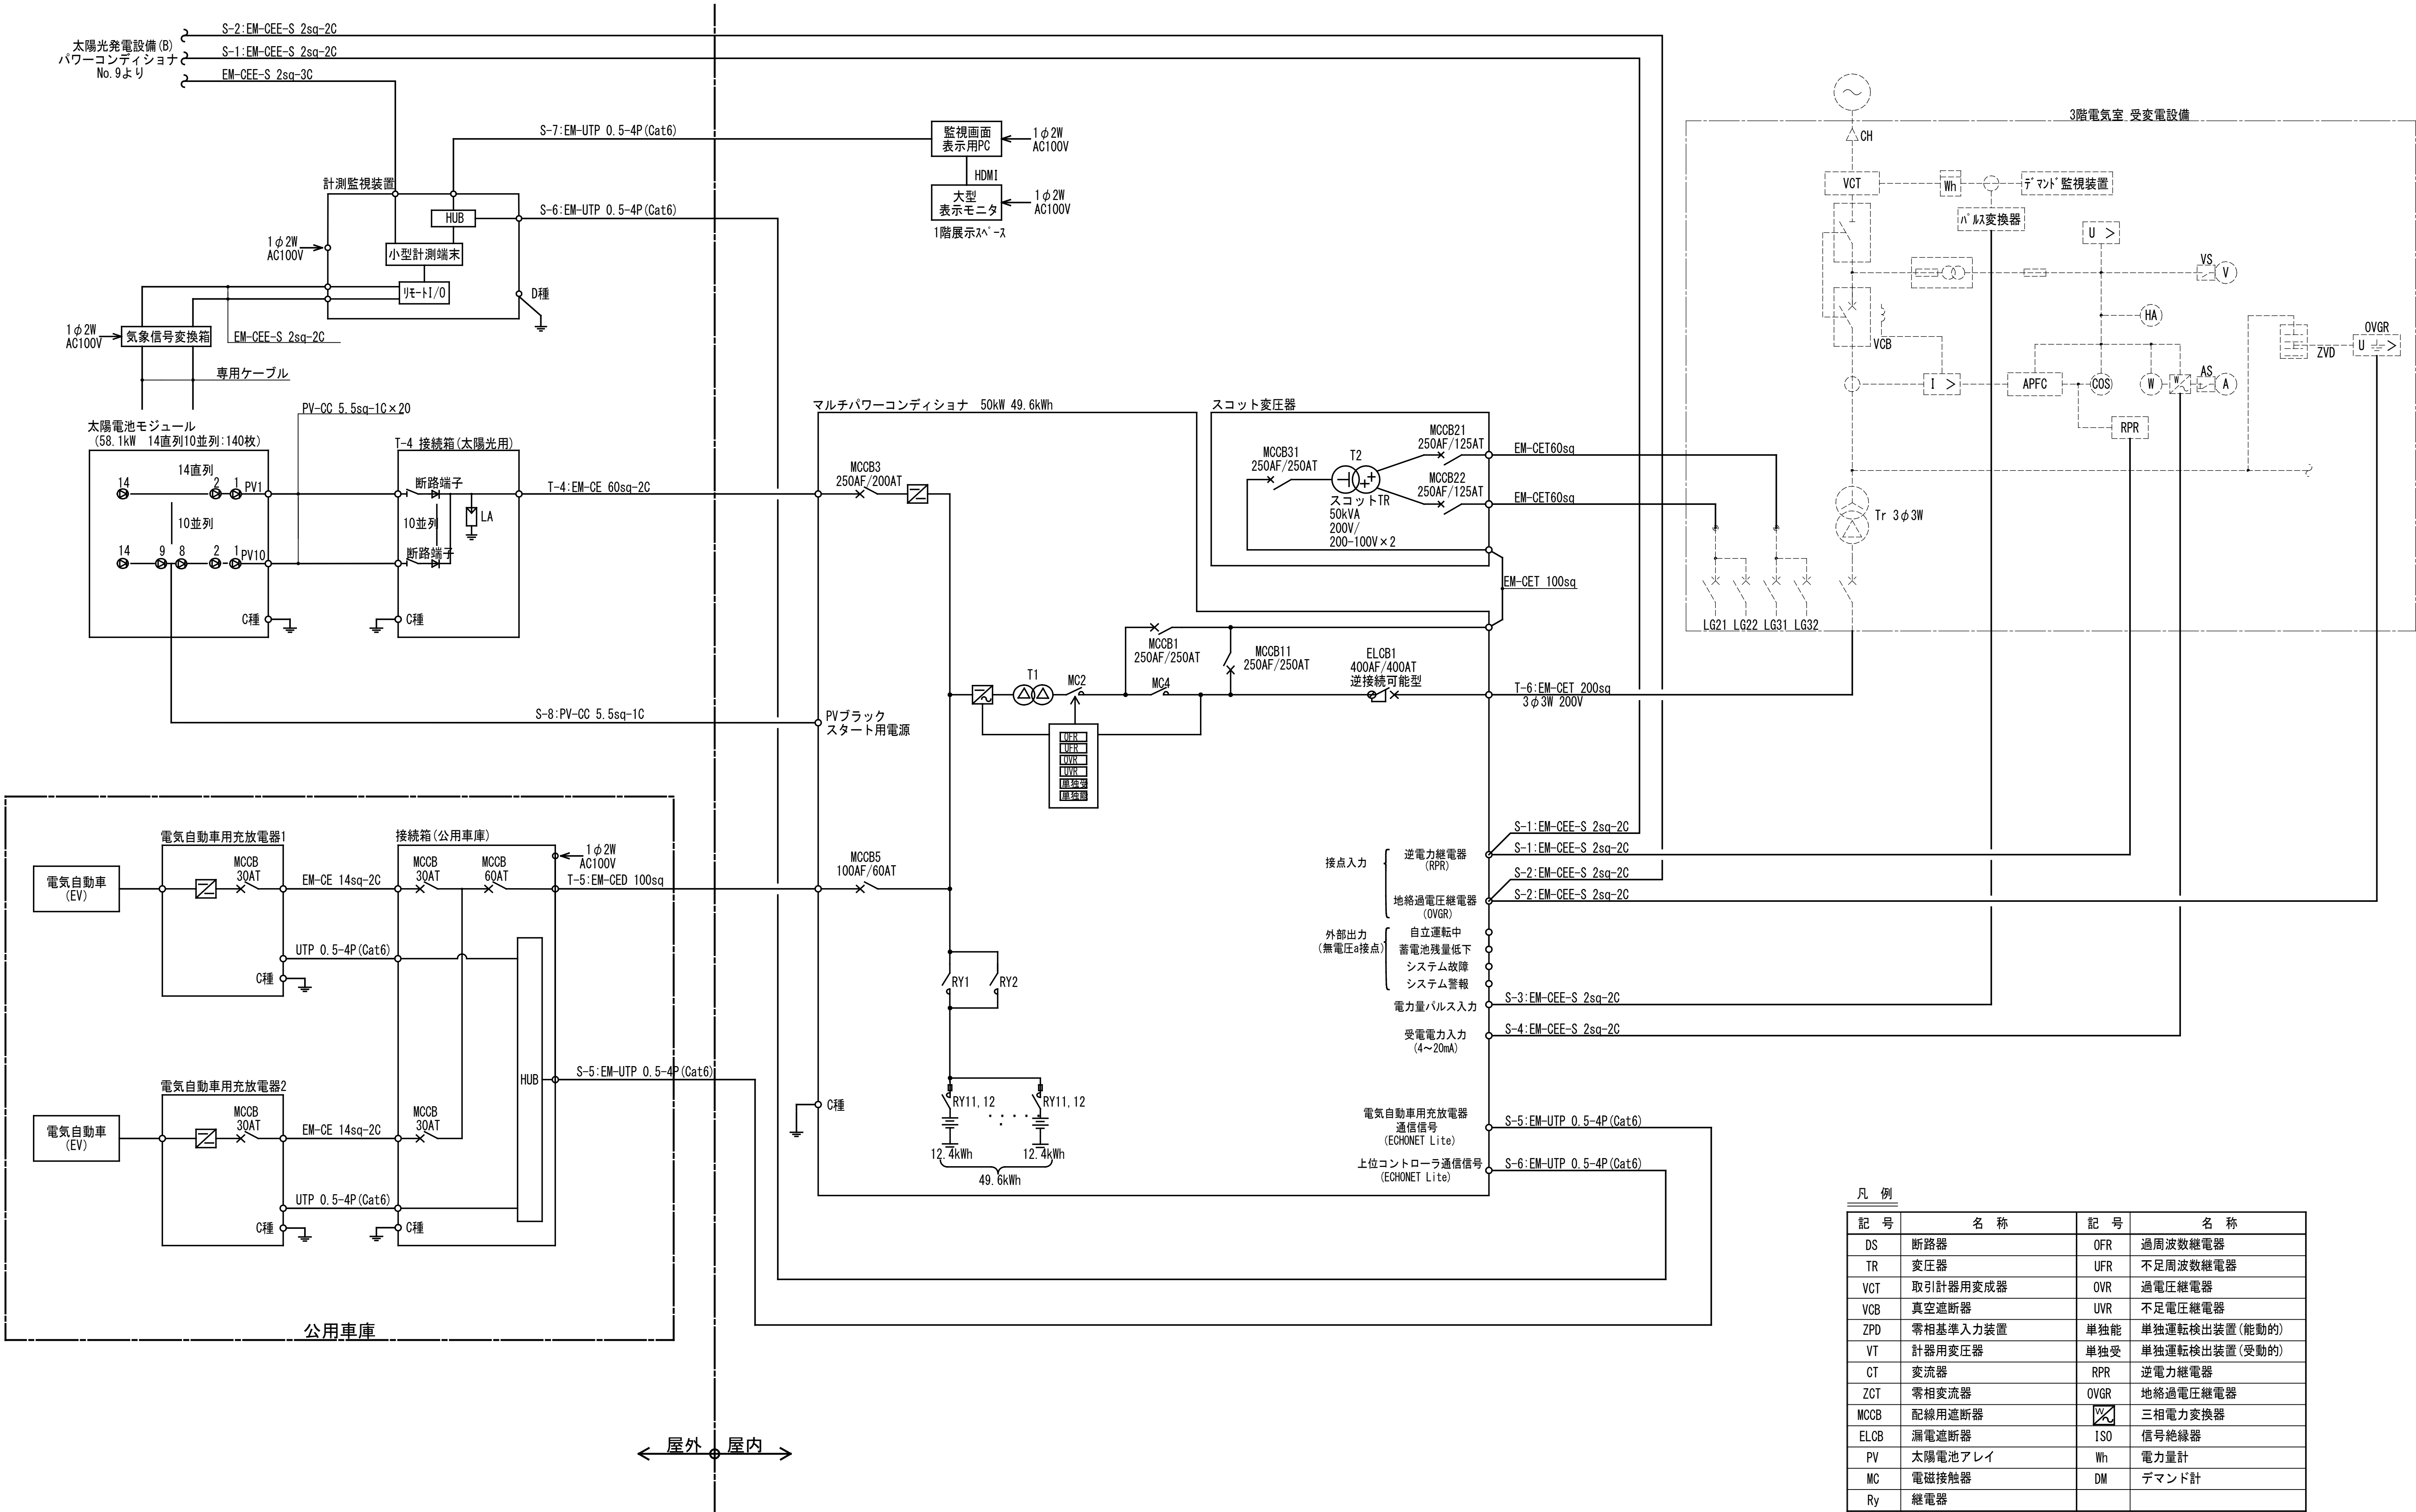 S-2:EM-CEE-S 2sq-2C
S-1:EM-CEE-S 2sq-2C
EM-CEE-S 2sq-3C
太陽光発電設備(B)
パワーコンディショナ
No.9より
S-7:EM-UTP 0.5-4P(Cat6)
監視画面
表示用PC
1φ2W
AC100V
HDMI
大型
表示モニタ
1φ2W
AC100V
1階展示ｽﾍﾟｰｽ
計測監視装置
HUB
S-6:EM-UTP 0.5-4P(Cat6)
1φ2W
AC100V
小型計測端末
ﾘﾓｰﾄI/O
D種
1φ2W
AC100V
気象信号変換箱
EM-CEE-S 2sq-2C
専用ケーブル
太陽電池モジュール
(58.1kW 14直列10並列:140枚)
PV-CC 5.5sq-1C×20
14直列
14
2
1
PV1
10並列
14
9
8
2
1
PV10
C種
T-4 接続箱(太陽光用)
断路端子
10並列
LA
断路端子
C種
T-4:EM-CE 60sq-2C
S-8:PV-CC 5.5sq-1C
マルチパワーコンディショナ 50kW 49.6kWh
MCCB3
250AF/200AT
PVブラック
スタート用電源
スコット変圧器
MCCB31
250AF/250AT
T2
スコットTR
50kVA
200V/
200-100V×2
MCCB21
250AF/125AT
MCCB22
250AF/125AT
EM-CET60sq
EM-CET60sq
EM-CET 100sq
MCCB1
250AF/250AT
MCCB11
250AF/250AT
ELCB1
400AF/400AT
逆接続可能型
T1
MC2
MC4
OFR
UFR
OVR
UVR
単独受
単独能
T-6:EM-CET 200sq
3φ3W 200V
3階電気室 受変電設備
CH
VCT
Wh
ﾃﾞﾏﾝﾄﾞ監視装置
ﾊﾟﾙｽ変換器
U >
VS
V
HA
VCB
I >
APFC
COS
W
W
AS
A
RPR
ZVD
OVGR
U >
Tr 3φ3W
LG21 LG22 LG31 LG32
公用車庫
電気自動車
(EV)
電気自動車用充放電器1
MCCB
30AT
EM-CE 14sq-2C
UTP 0.5-4P(Cat6)
C種
接続箱(公用車庫)
MCCB
30AT
MCCB
60AT
1φ2W
AC100V
T-5:EM-CED 100sq
HUB
S-5:EM-UTP 0.5-4P(Cat6)
電気自動車
(EV)
電気自動車用充放電器2
MCCB
30AT
EM-CE 14sq-2C
MCCB
30AT
UTP 0.5-4P(Cat6)
C種
C種
MCCB5
100AF/60AT
RY1
RY2
RY11,12
RY11,12
12.4kWh
12.4kWh
49.6kWh
C種
接点入力
逆電力継電器
(RPR)
地絡過電圧継電器
(OVGR)
外部出力
(無電圧a接点)
自立運転中
蓄電池残量低下
システム故障
システム警報
電力量パルス入力
受電電力入力
(4～20mA)
電気自動車用充放電器
通信信号
(ECHONET Lite)
上位コントローラ通信信号
(ECHONET Lite)
S-1:EM-CEE-S 2sq-2C
S-1:EM-CEE-S 2sq-2C
S-2:EM-CEE-S 2sq-2C
S-2:EM-CEE-S 2sq-2C
S-3:EM-CEE-S 2sq-2C
S-4:EM-CEE-S 2sq-2C
S-5:EM-UTP 0.5-4P(Cat6)
S-6:EM-UTP 0.5-4P(Cat6)
屋外 屋内
凡 例
記 号 名 称 記 号 名 称
DS 断路器 OFR 過周波数継電器
TR 変圧器 UFR 不足周波数継電器
VCT 取引計器用変成器 OVR 過電圧継電器
VCB 真空遮断器 UVR 不足電圧継電器
ZPD 零相基準入力装置 単独能 単独運転検出装置(能動的)
VT 計器用変圧器 単独受 単独運転検出装置(受動的)
CT 変流器 RPR 逆電力継電器
ZCT 零相変流器 OVGR 地絡過電圧継電器
MCCB 配線用遮断器 W 三相電力変換器
ELCB 漏電遮断器 ISO 信号絶縁器
PV 太陽電池アレイ Wh 電力量計
MC 電磁接触器 DM デマンド計
Ry 継電器